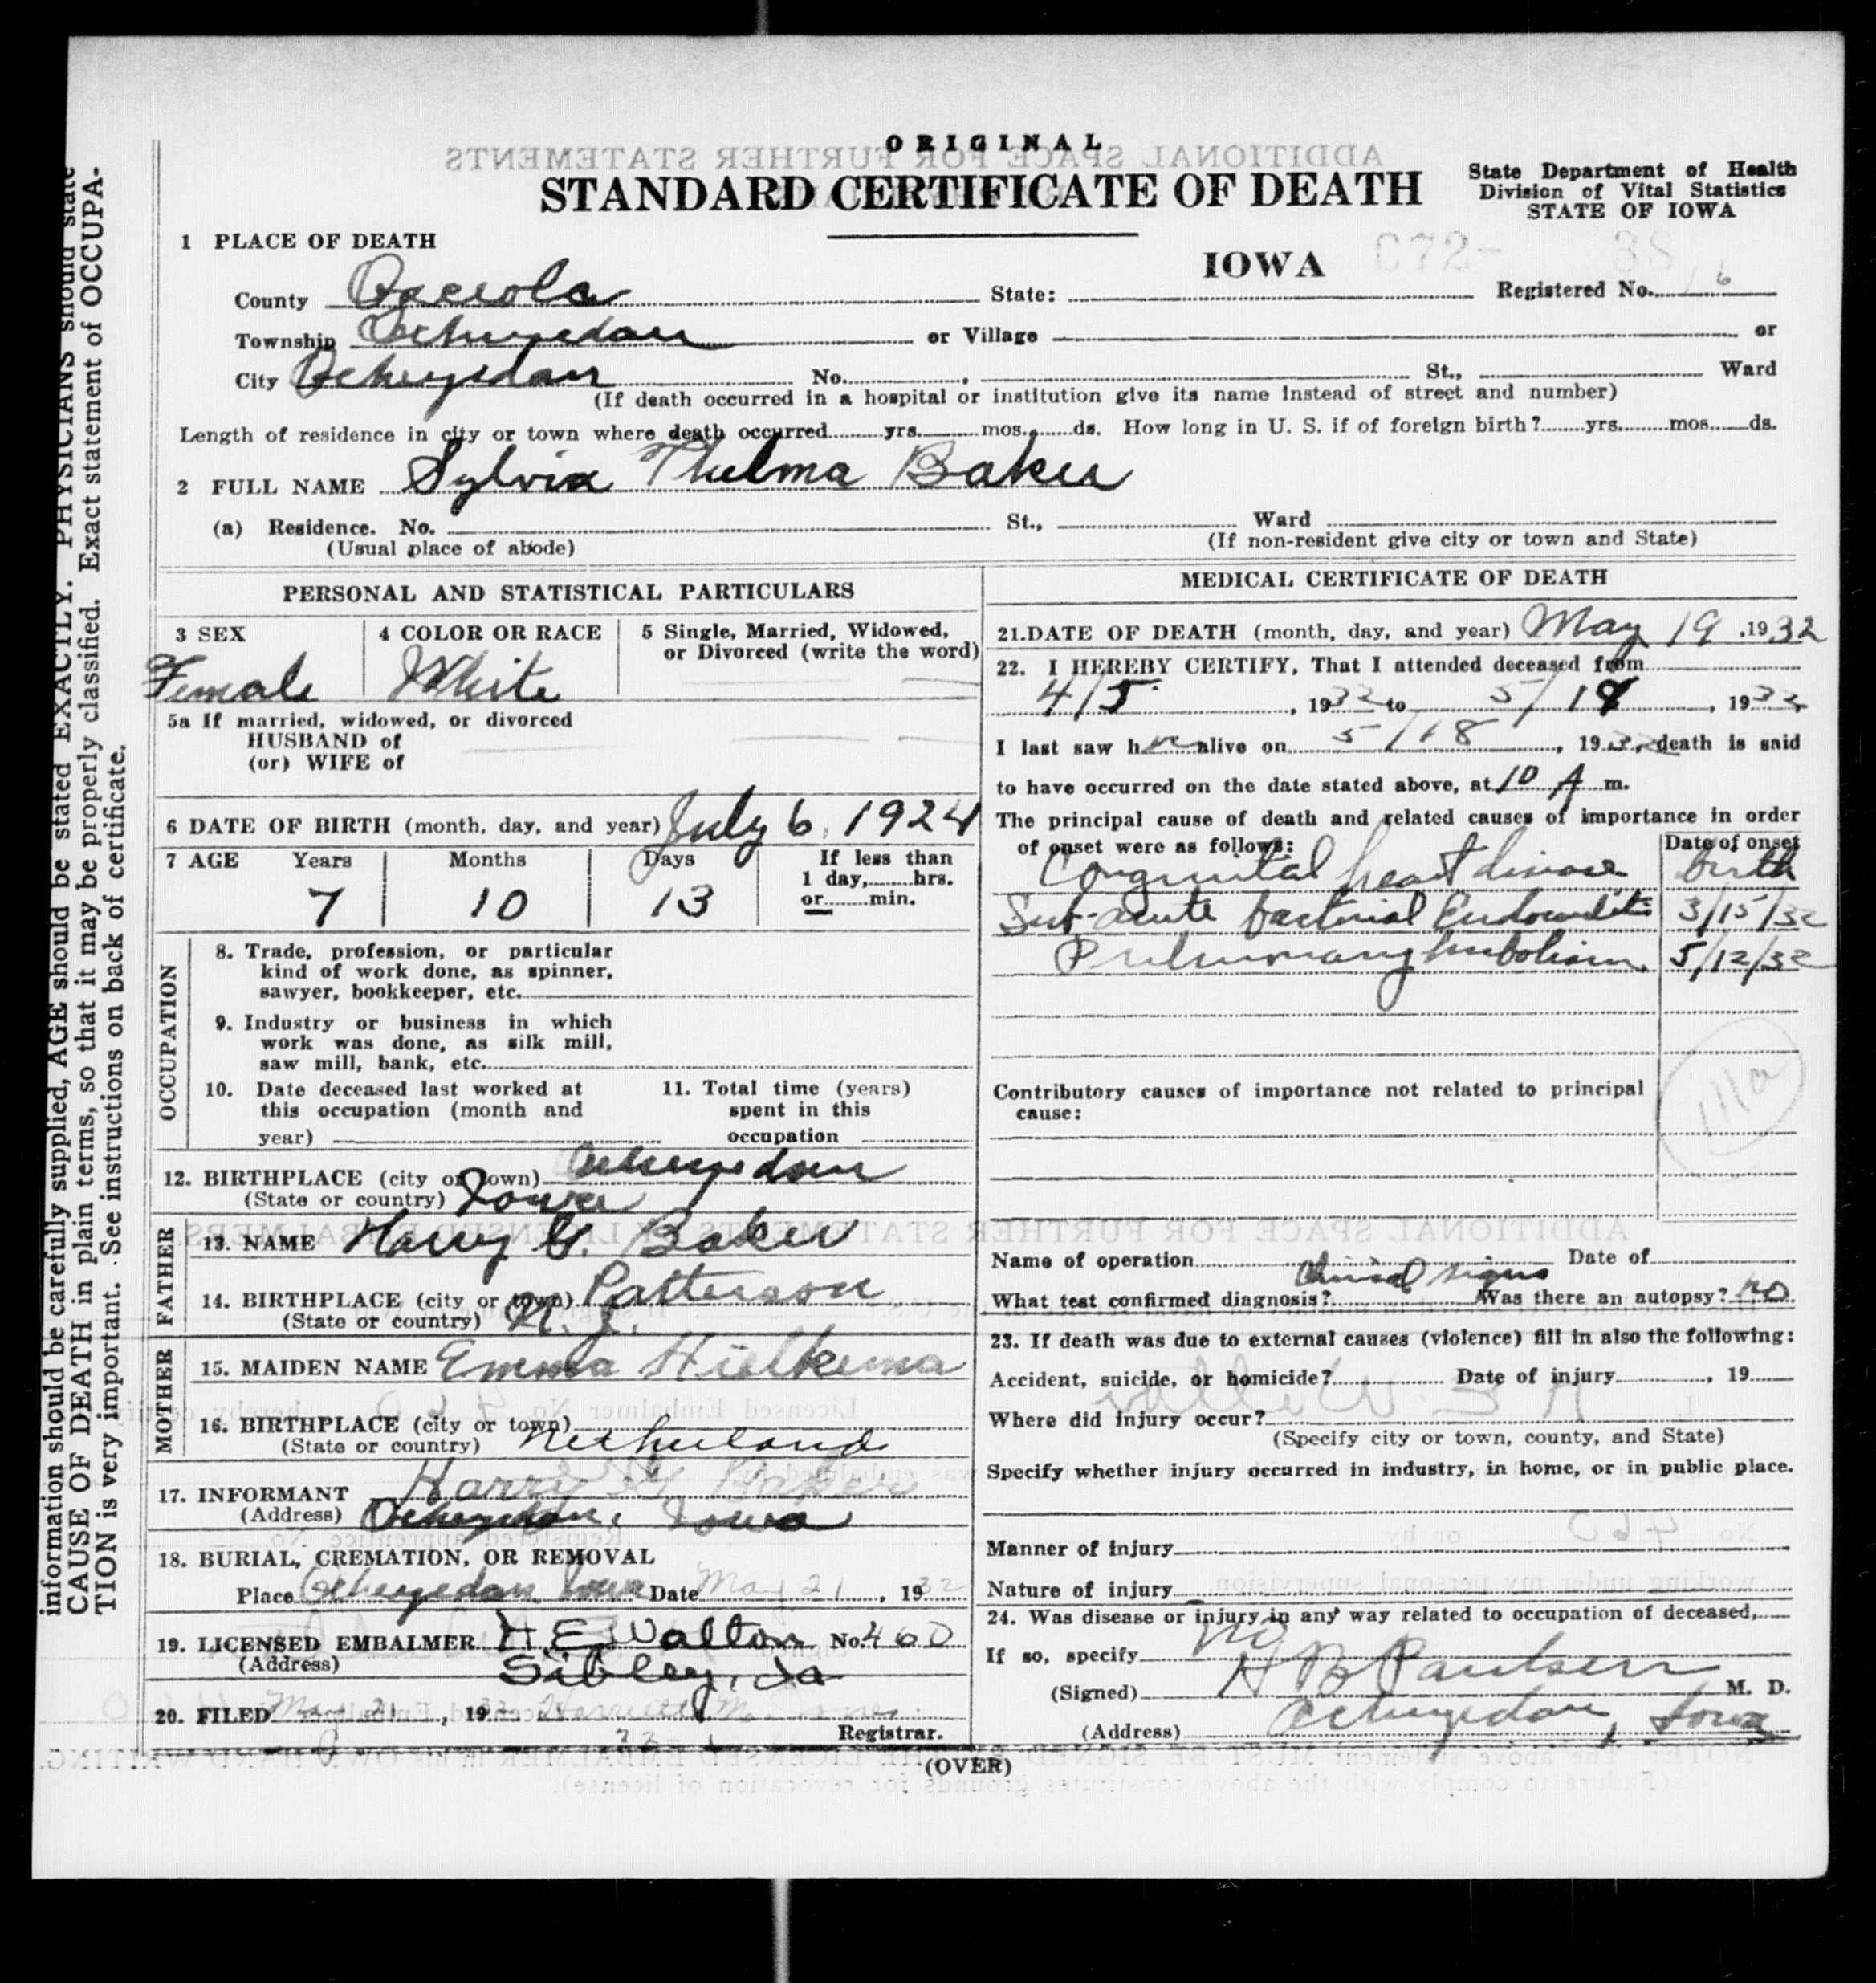 ORIGINAL
STANDARD CERTIFICATE OF DEATH
State Department of Health
Division of Vital Statistics
STATE OF IOWA
1 PLACE OF DEATH
IOWA
County Osceola State: Registered No. 16
Township Ocheyedan or Village or
City Ocheyedan No. , St., Ward
(If death occurred in a hospital or institution give its name instead of street and number)
Length of residence in city or town where death occurred yrs. mos. ds. How long in U. S. if of foreign birth? yrs. mos. ds.
2 FULL NAME Sylvia Thelma Baker
(a) Residence. No. St., Ward
(Usual place of abode) (If non-resident give city or town and State)
PERSONAL AND STATISTICAL PARTICULARS
3 SEX 4 COLOR OR RACE 5 Single, Married, Widowed,
or Divorced (write the word)
Female White
5a If married, widowed, or divorced
HUSBAND of
(or) WIFE of
6 DATE OF BIRTH (month, day, and year) July 6, 1924
7 AGE Years Months Days If less than
1 day, hrs.
7 10 13 or min.
OCCUPATION
8. Trade, profession, or particular
kind of work done, as spinner,
sawyer, bookkeeper, etc.
9. Industry or business in which
work was done, as silk mill,
saw mill, bank, etc.
10. Date deceased last worked at 11. Total time (years)
this occupation (month and spent in this
year) occupation
12. BIRTHPLACE (city or town) Ocheyedan
(State or country) Iowa
FATHER
13. NAME Harry G. Baker
14. BIRTHPLACE (city or town) Patterson
(State or country) N. J.
MOTHER
15. MAIDEN NAME Emma Hielkema
16. BIRTHPLACE (city or town)
(State or country) Netherland
17. INFORMANT Harry G. Baker
(Address) Ocheyedan, Iowa
18. BURIAL, CREMATION, OR REMOVAL
Place Ocheyedan Iowa Date May 21, 1932
19. LICENSED EMBALMER H.E. Walton No. 460
(Address) Sibley, Ia
20. FILED May 21, 19
Registrar.
MEDICAL CERTIFICATE OF DEATH
21. DATE OF DEATH (month, day, and year) May 19, 1932
22. I HEREBY CERTIFY, That I attended deceased from
4/5, 1932 to 5/19, 1932
I last saw her alive on 5/18, 1932, death is said
to have occurred on the date stated above, at 10 A m.
The principal cause of death and related causes of importance in order
of onset were as follows: Date of onset
Congenital heart disease birth
Sub-acute bacterial Endocarditis 3/15/32
Pulmonary Embolism 5/12/32
Contributory causes of importance not related to principal
cause:
111a
Name of operation Date of
What test confirmed diagnosis? Clinical signs Was there an autopsy? no
23. If death was due to external causes (violence) fill in also the following:
Accident, suicide, or homicide? Date of injury , 19
Where did injury occur?
(Specify city or town, county, and State)
Specify whether injury occurred in industry, in home, or in public place.
Manner of injury
Nature of injury
24. Was disease or injury in any way related to occupation of deceased,
If so, specify no
(Signed) H B Paulsen M. D.
(Address) Ocheyedan, Iowa
(OVER)
information should be carefully supplied, AGE should be stated EXACTLY. PHYSICIANS should state
CAUSE OF DEATH in plain terms, so that it may be properly classified. Exact statement of OCCUPA-
TION is very important. See instructions on back of certificate.